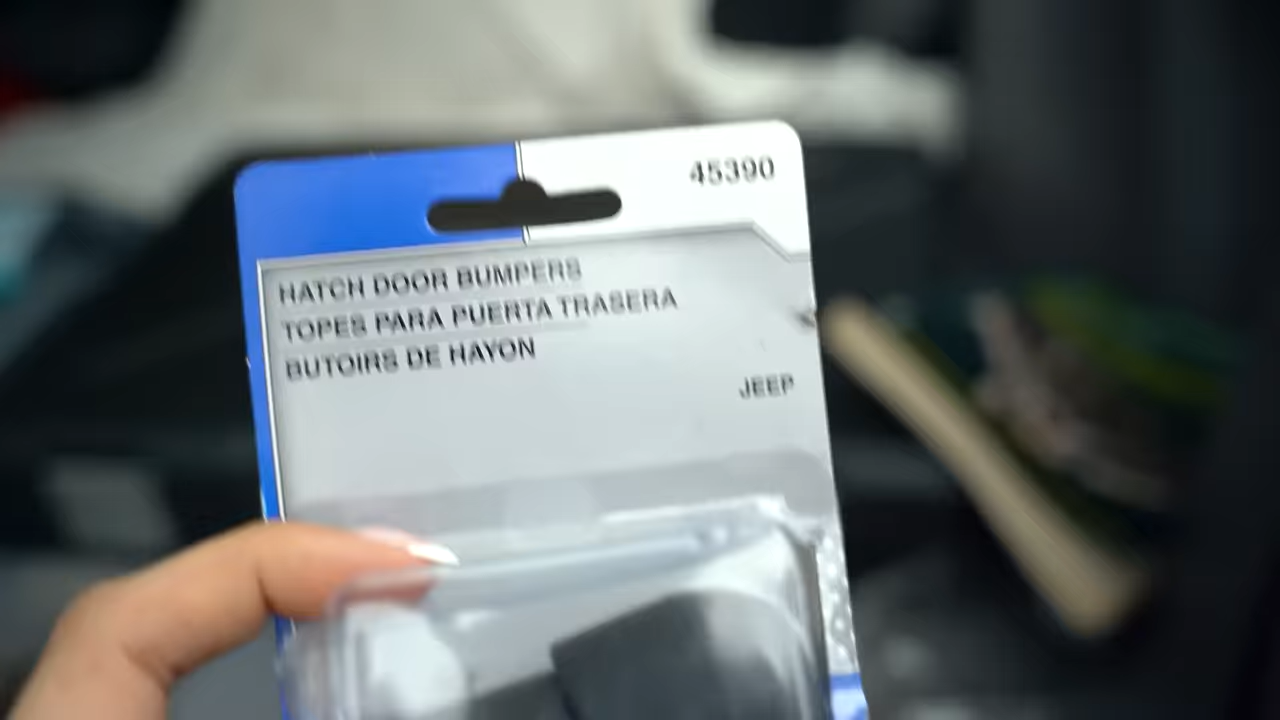 45390
HATCH DOOR BUMPERS
TOPES PARA PUERTA TRASERA
BUTOIRS DE HAYON
JEEP